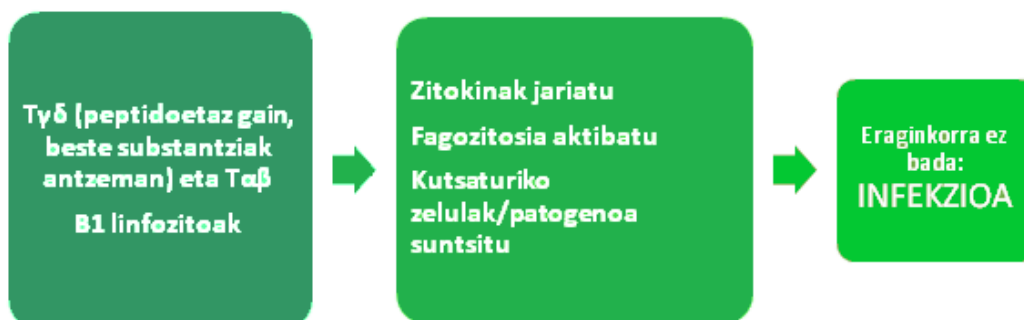 Tγδ (peptidoetaz gain,
beste substantziak
antzeman) eta Tαβ
B1 linfozitoak
Zitokinak jariatu
Fagozitosia aktibatu
Kutsaturiko
zelulak/patogenoa
suntsitu
Eraginkorra ez
bada:
INFEKZIOA